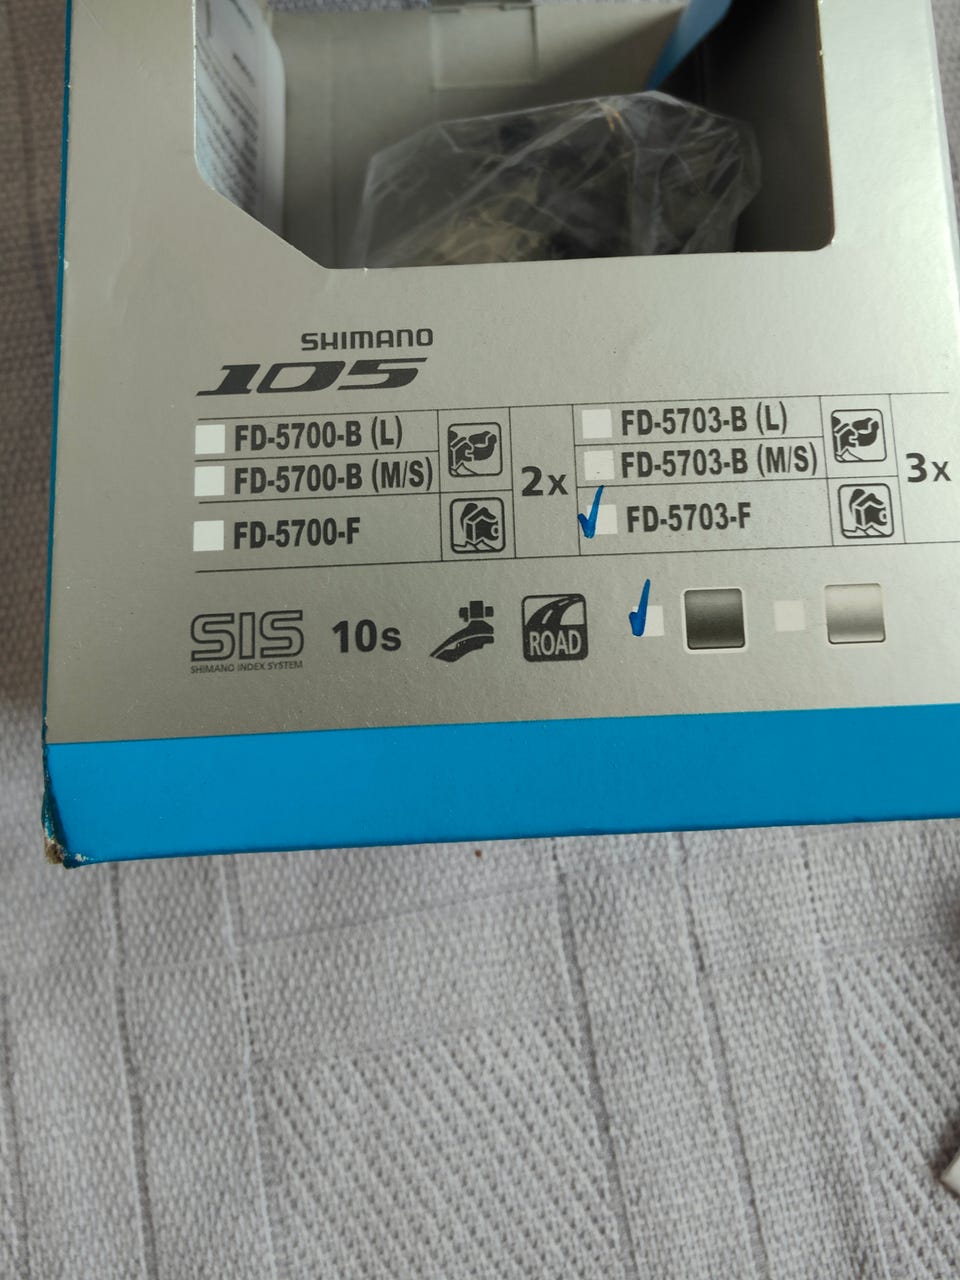 SHIMANO
105
FD-5700-B (L)
FD-5700-B (M/S)
FD-5700-F
2x
FD-5703-B (L)
FD-5703-B (M/S)
FD-5703-F
3x
SIS
SHIMANO INDEX SYSTEM
10s
ROAD